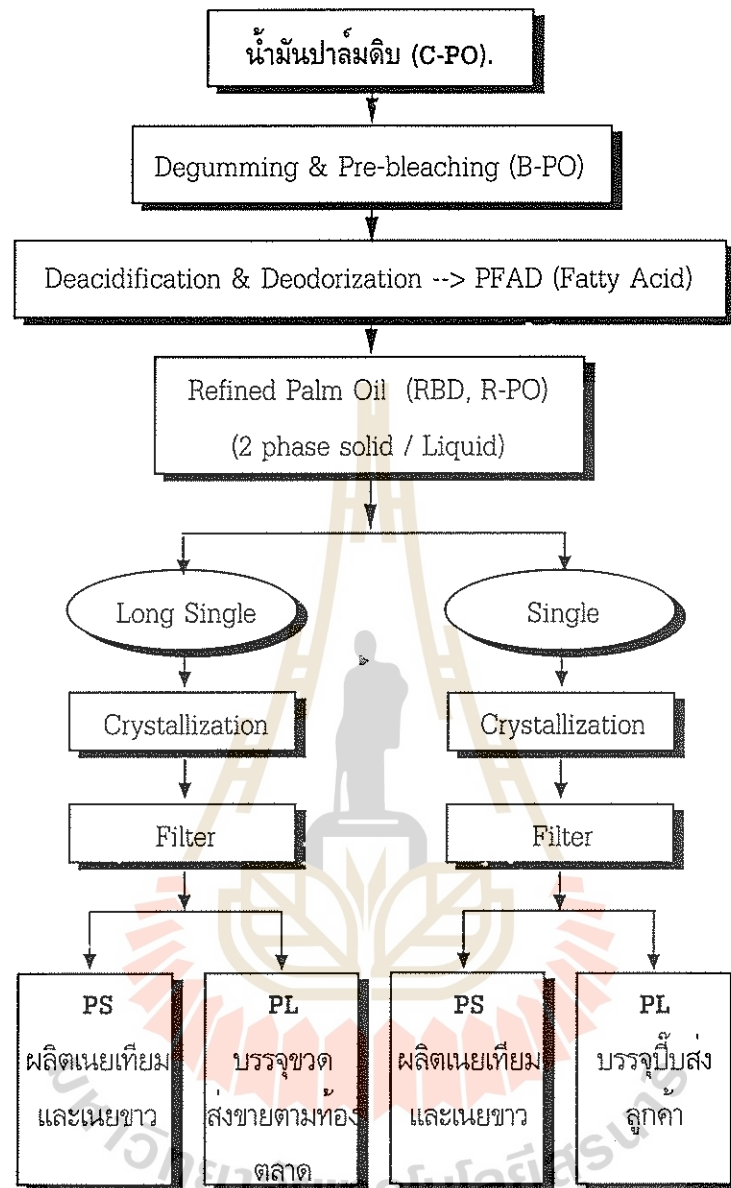 น้ำมันปาล์มดิบ (C-PO).
Degumming & Pre-bleaching (B-PO)
Deacidification & Deodorization --> PFAD (Fatty Acid)
Refined Palm Oil (RBD, R-PO)
(2 phase solid / Liquid)
Long Single
Single
Crystallization
Crystallization
Filter
Filter
PS
ผลิตเนยเทียม
และเนยขาว
PL
บรรจุขวด
ส่งขายตามท้อง
ตลาด
PS
ผลิตเนยเทียม
และเนยขาว
PL
บรรจุปี๊บส่ง
ลูกค้า